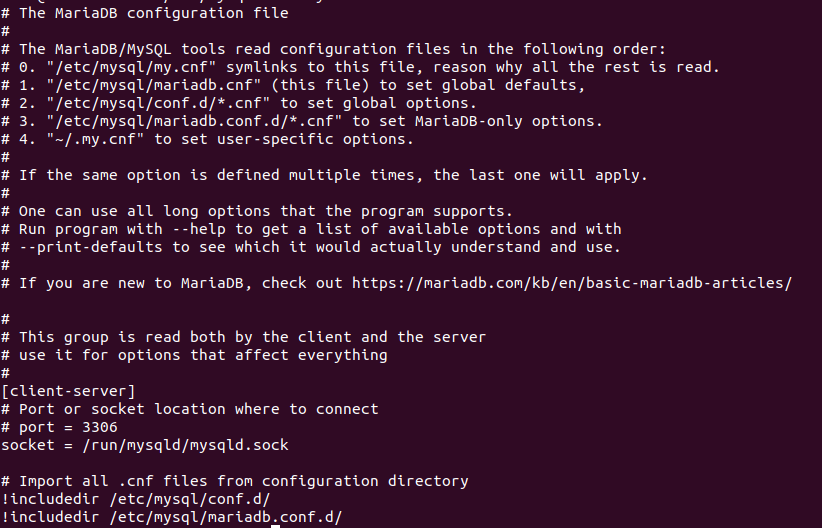 # The MariaDB configuration file
#
# The MariaDB/MySQL tools read configuration files in the following order:
# 0. "/etc/mysql/my.cnf" symlinks to this file, reason why all the rest is read.
# 1. "/etc/mysql/mariadb.cnf" (this file) to set global defaults,
# 2. "/etc/mysql/conf.d/*.cnf" to set global options.
# 3. "/etc/mysql/mariadb.conf.d/*.cnf" to set MariaDB-only options.
# 4. "~/.my.cnf" to set user-specific options.
#
# If the same option is defined multiple times, the last one will apply.
#
# One can use all long options that the program supports.
# Run program with --help to get a list of available options and with
# --print-defaults to see which it would actually understand and use.
#
# If you are new to MariaDB, check out https://mariadb.com/kb/en/basic-mariadb-articles/
#
# This group is read both by the client and the server
# use it for options that affect everything
#
[client-server]
# Port or socket location where to connect
# port = 3306
socket = /run/mysqld/mysqld.sock
# Import all .cnf files from configuration directory
!includedir /etc/mysql/conf.d/
!includedir /etc/mysql/mariadb.conf.d/